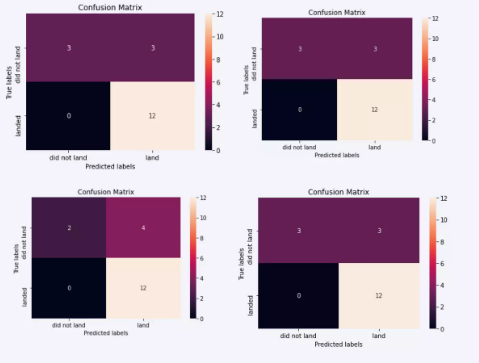 Confusion Matrix
True labels
did not land
landed
3 3
0 12
did not land land
Predicted labels
12
10
8
6
4
2
0
Confusion Matrix
True labels
did not land
landed
3 3
0 12
did not land land
Predicted labels
12
10
8
6
4
2
0
Confusion Matrix
True labels
did not land
landed
2 4
0 12
did not land land
Predicted labels
12
10
8
6
4
2
0
Confusion Matrix
True labels
did not land
landed
3 3
0 12
did not land land
Predicted labels
12
10
8
6
4
2
0